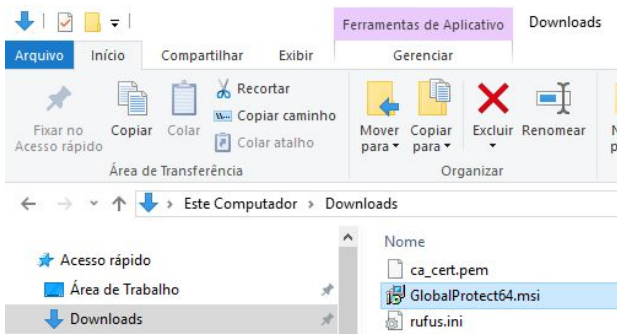 Ferramentas de Aplicativo Downloads
Arquivo Início Compartilhar Exibir Gerenciar
Fixar no
Acesso rápido
Copiar
Colar
Recortar
Copiar caminho
Colar atalho
Mover
para
Copiar
para
Excluir
Renomear
Área de Transferência Organizar
Este Computador > Downloads
Nome
Acesso rápido
Área de Trabalho
Downloads
ca_cert.pem
GlobalProtect64.msi
rufus.ini